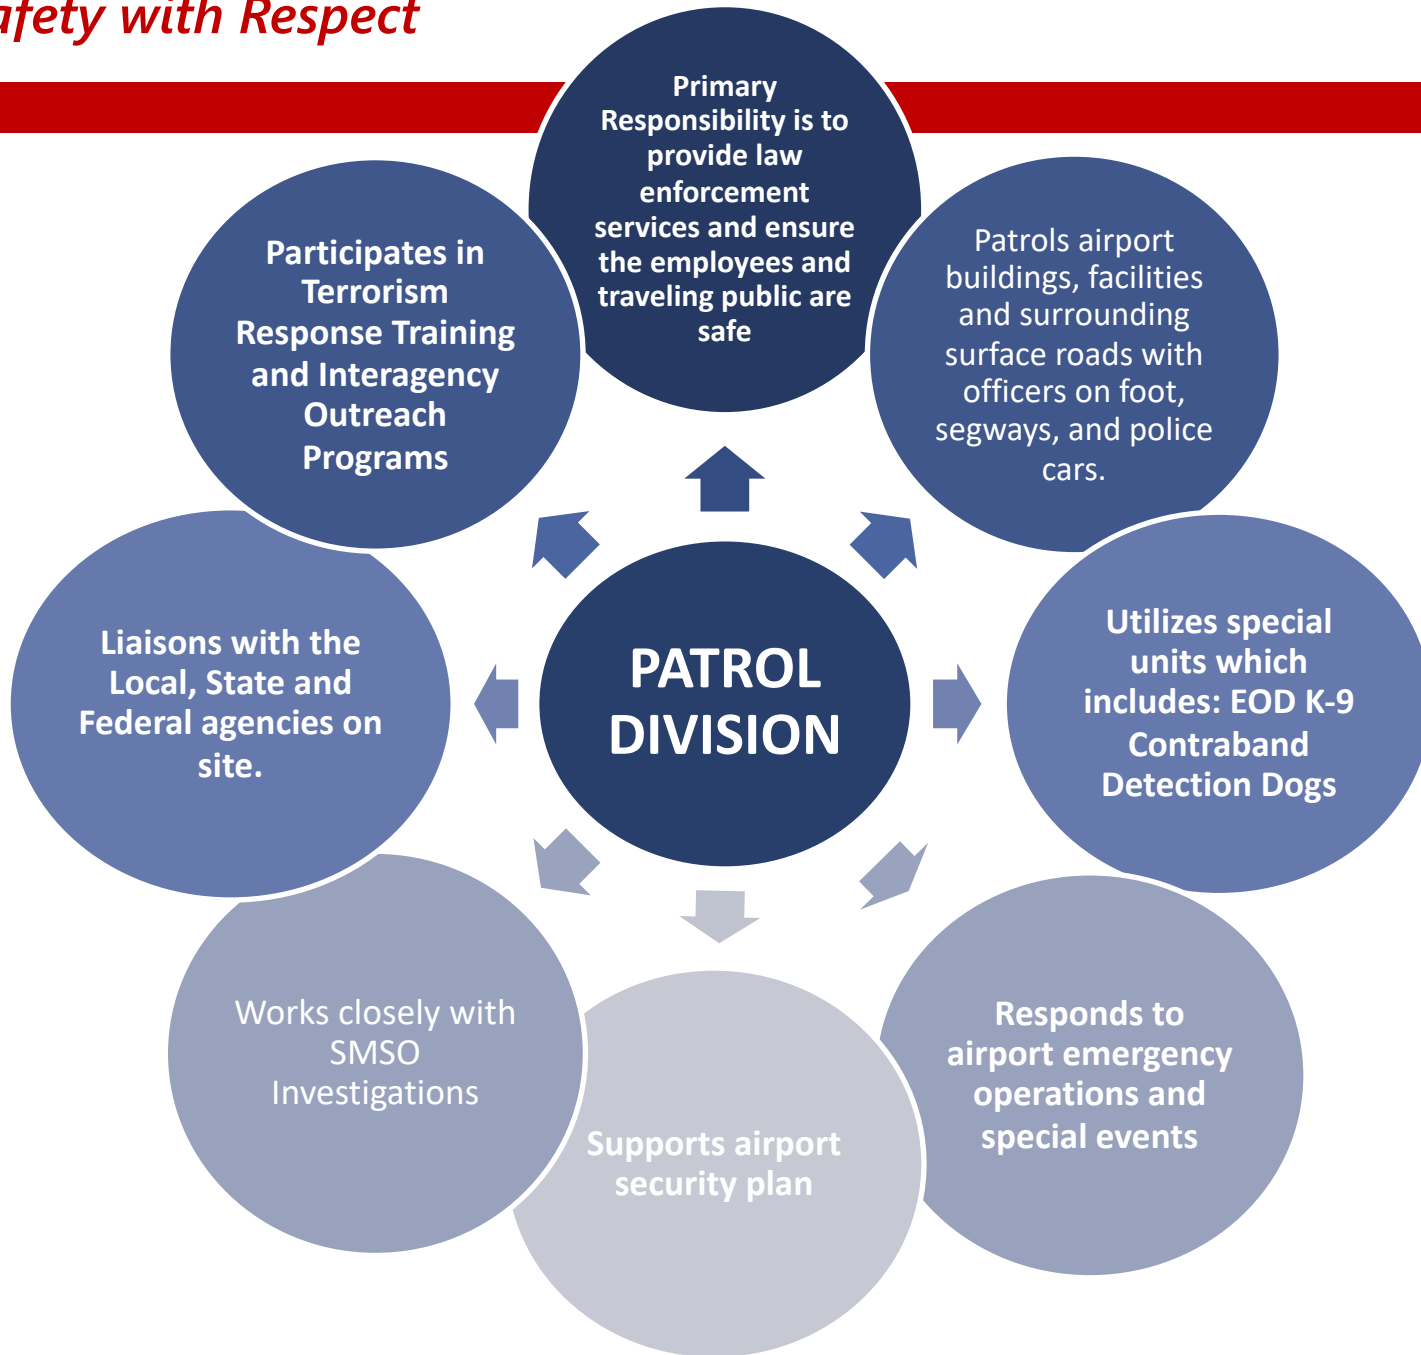 afety with Respect
Primary
Responsibility is to
provide law
enforcement
services and ensure
the employees and
traveling public are
safe
Patrols airport
buildings, facilities
and surrounding
surface roads with
officers on foot,
segways, and police
cars.
Utilizes special
units which
includes: EOD K-9
Contraband
Detection Dogs
Responds to
airport emergency
operations and
special events
Supports airport
security plan
Works closely with
SMSO
Investigations
Liaisons with the
Local, State and
Federal agencies on
site.
Participates in
Terrorism
Response Training
and Interagency
Outreach
Programs
PATROL
DIVISION